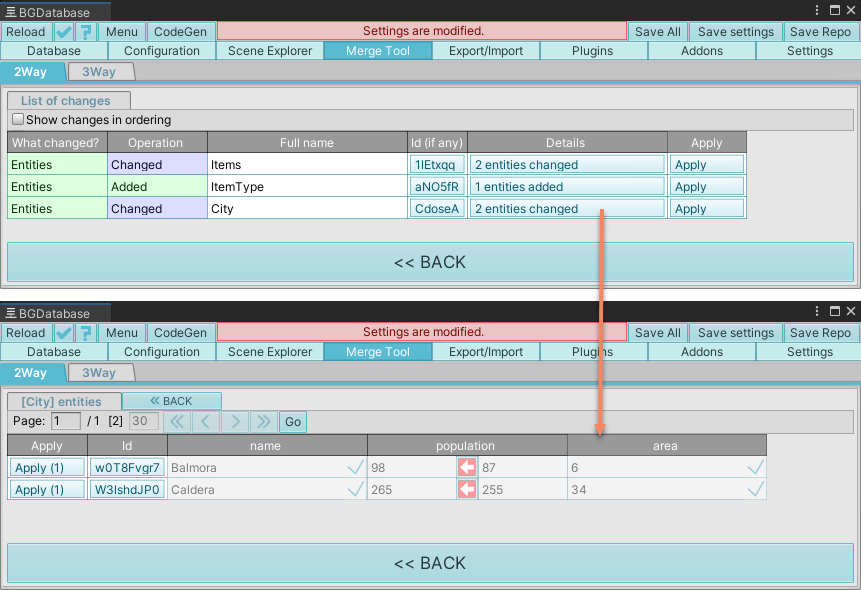 BGDatabase
Reload Menu CodeGen Settings are modified. Save All Save settings Save Repo
Database Configuration Scene Explorer Merge Tool Export/Import Plugins Addons Settings
2Way 3Way
List of changes
Show changes in ordering
What changed? Operation Full name Id (if any) Details Apply
Entities Changed Items 1IEtxqq 2 entities changed Apply
Entities Added ItemType aNO5fR 1 entities added Apply
Entities Changed City CdoseA 2 entities changed Apply
<< BACK
BGDatabase
Reload Menu CodeGen Settings are modified. Save All Save settings Save Repo
Database Configuration Scene Explorer Merge Tool Export/Import Plugins Addons Settings
2Way 3Way
[City] entities << BACK
Page: 1 / 1 [2] 30 << < > >> Go
Apply Id name population area
Apply (1) w0T8Fvgr7 Balmora 98 87 6
Apply (1) W3IshdJP0 Caldera 265 255 34
<< BACK